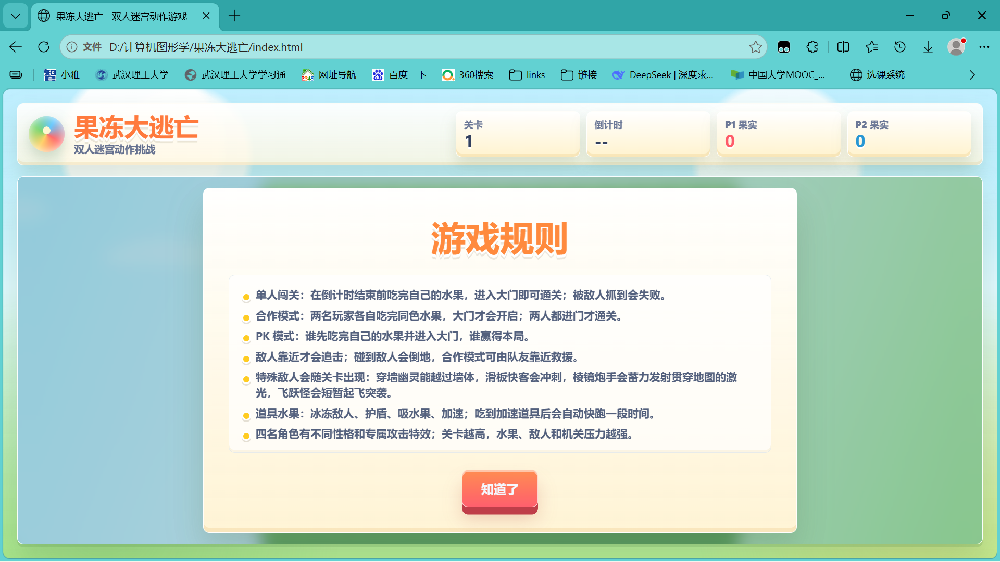 果冻大逃亡 - 双人迷宫动作游戏
文件 D:/计算机图形学/果冻大逃亡/index.html
智 小雅 武汉理工大学 武汉理工大学学习通 2345 网址导航 du 百度一下 360搜索 links 链接 DeepSeek | 深度求... 中国大学MOOC_... 选课系统
果冻大逃亡
双人迷宫动作挑战
关卡 倒计时 P1 果实 P2 果实
1 -- 0 0
游戏规则
单人闯关：在倒计时结束前吃完自己的水果，进入大门即可通关；被敌人抓到会失败。
合作模式：两名玩家各自吃完同色水果，大门才会开启；两人都进门才通关。
PK 模式：谁先吃完自己的水果并进入大门，谁赢得本局。
敌人靠近才会追击；碰到敌人会倒地，合作模式可由队友靠近救援。
特殊敌人会随关卡出现：穿墙幽灵能越过墙体，滑板快客会冲刺，棱镜炮手会蓄力发射贯穿地图的激
光，飞跃怪会短暂起飞突袭。
道具水果：冰冻敌人、护盾、吸水果、加速；吃到加速道具后会自动快跑一段时间。
四名角色有不同性格和专属攻击特效；关卡越高，水果、敌人和机关压力越强。
知道了